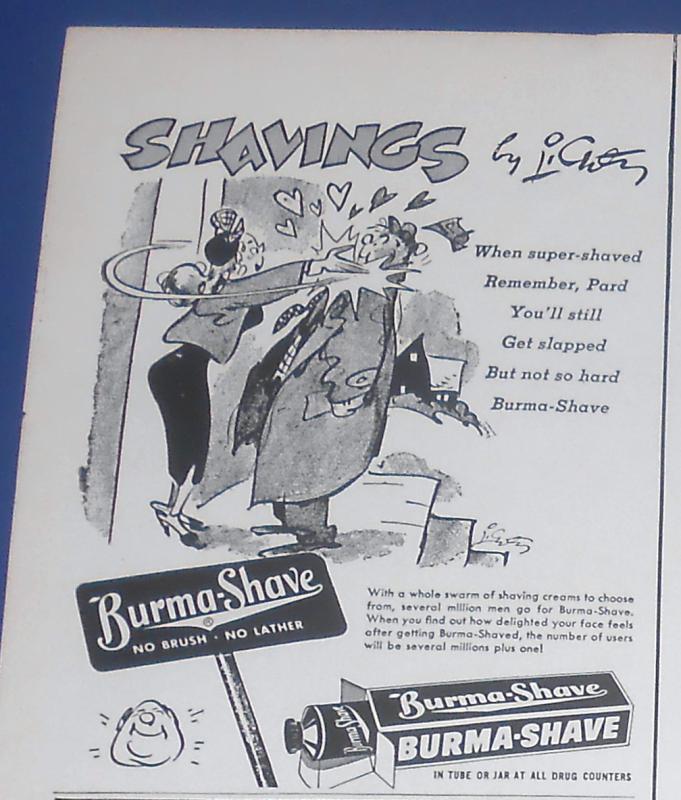 SHAVINGS by Lichty
When super-shaved
Remember, Pard
You'll still
Get slapped
But not so hard
Burma-Shave
Lichty
Burma-Shave
®
NO BRUSH · NO LATHER
With a whole swarm of shaving creams to choose
from, several million men go for Burma-Shave.
When you find out how delighted your face feels
after getting Burma-Shaved, the number of users
will be several millions plus one!
Burma-Shave
Burma-Shave
BURMA-SHAVE
IN TUBE OR JAR AT ALL DRUG COUNTERS